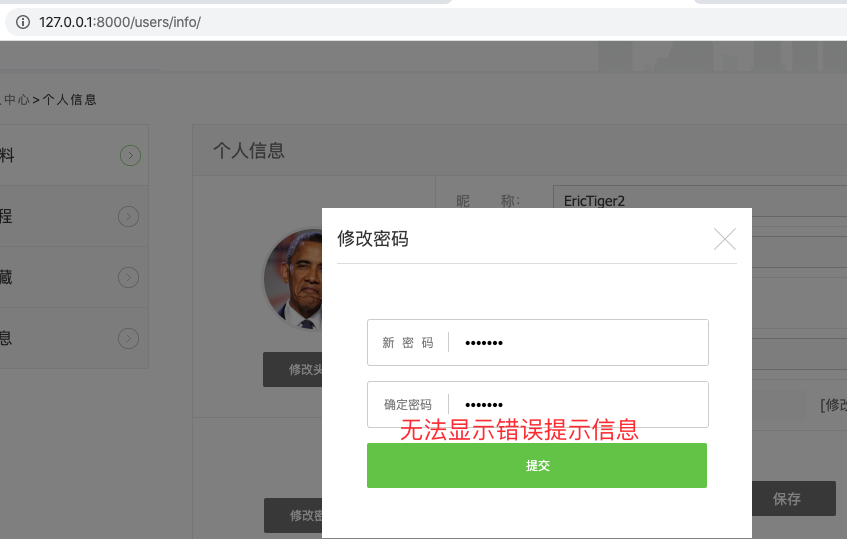 127.0.0.1:8000/users/info/
人中心>个人信息
料
个人信息
昵 称:
EricTiger2
程
修改密码
藏
息
新 密 码
•••••••
修改头
确定密码
•••••••
[修改
无法显示错误提示信息
提交
保存
修改密